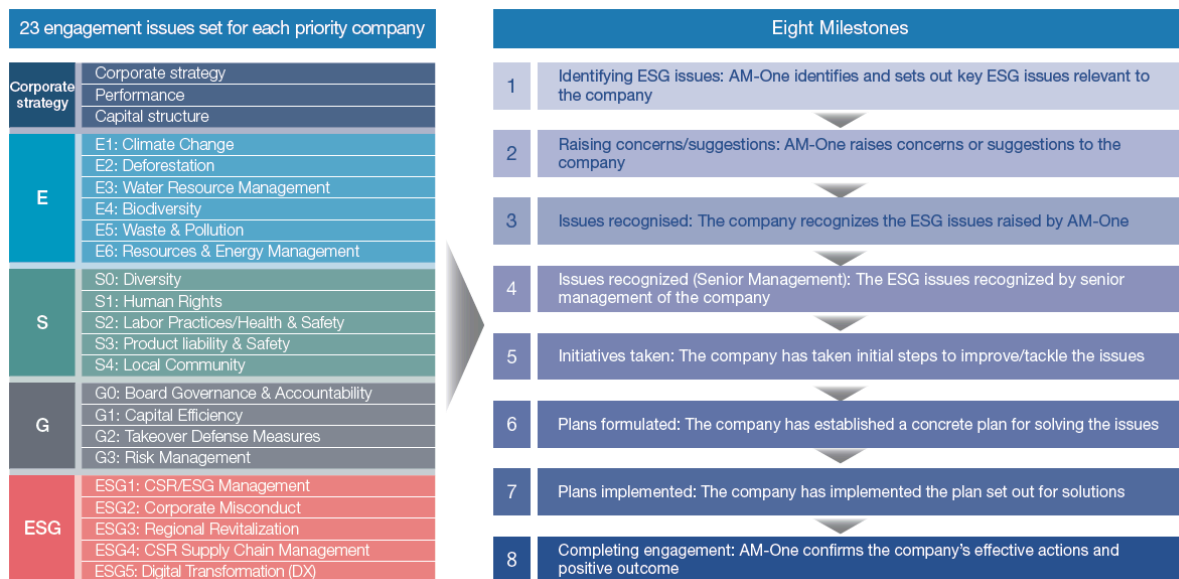 23 engagement issues set for each priority company
Corporate
strategy
Corporate strategy
Performance
Capital structure
E
E1: Climate Change
E2: Deforestation
E3: Water Resource Management
E4: Biodiversity
E5: Waste & Pollution
E6: Resources & Energy Management
S
S0: Diversity
S1: Human Rights
S2: Labor Practices/Health & Safety
S3: Product liability & Safety
S4: Local Community
G
G0: Board Governance & Accountability
G1: Capital Efficiency
G2: Takeover Defense Measures
G3: Risk Management
ESG
ESG1: CSR/ESG Management
ESG2: Corporate Misconduct
ESG3: Regional Revitalization
ESG4: CSR Supply Chain Management
ESG5: Digital Transformation (DX)
Eight Milestones
1
Identifying ESG issues: AM-One identifies and sets out key ESG issues relevant to
the company
2
Raising concerns/suggestions: AM-One raises concerns or suggestions to the
company
3
Issues recognised: The company recognizes the ESG issues raised by AM-One
4
Issues recognized (Senior Management): The ESG issues recognized by senior
management of the company
5
Initiatives taken: The company has taken initial steps to improve/tackle the issues
6
Plans formulated: The company has established a concrete plan for solving the issues
7
Plans implemented: The company has implemented the plan set out for solutions
8
Completing engagement: AM-One confirms the company's effective actions and
positive outcome